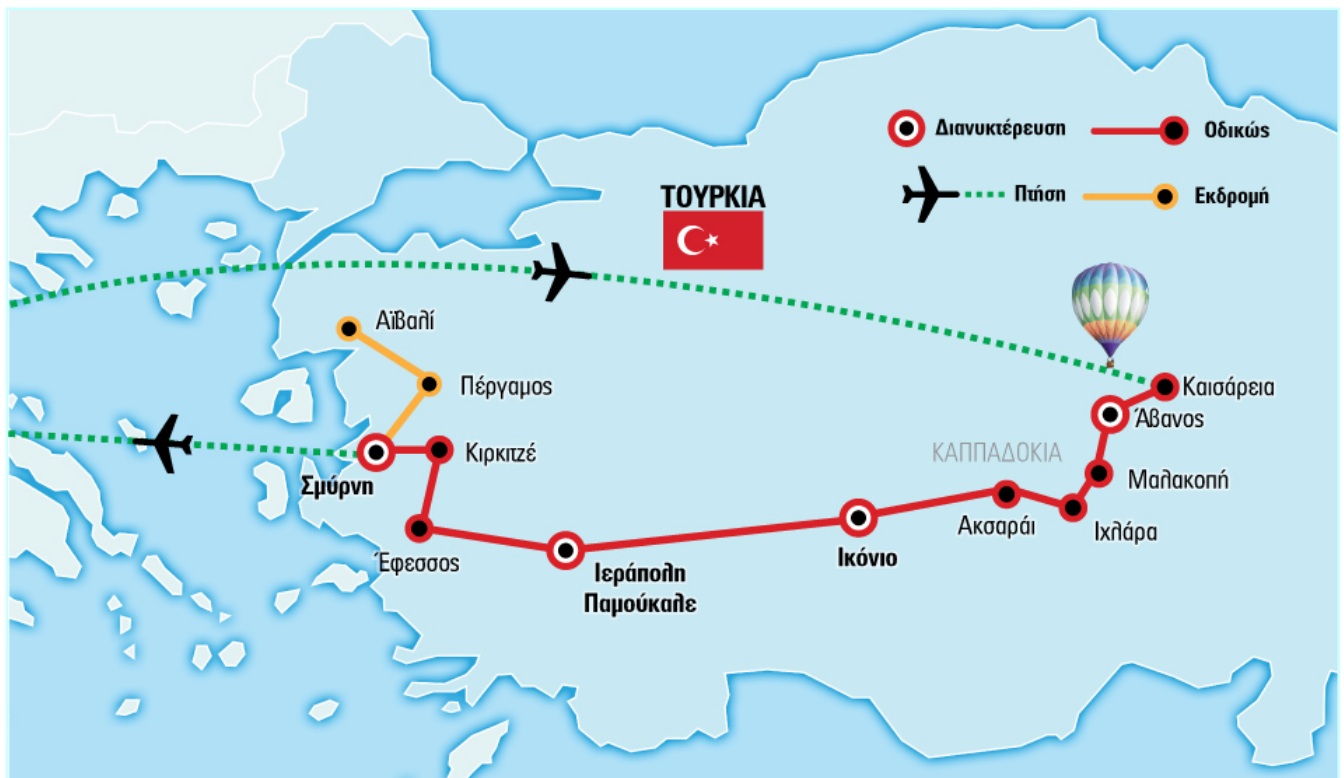 Διανυκτέρευση
Οδικώς
Πτήση
Εκδρομή
ΤΟΥΡΚΙΑ
Αϊβαλί
Πέργαμος
Καισάρεια
Άβανος
Κιρκιτζέ
ΚΑΠΠΑΔΟΚΙΑ
Μαλακοπή
Σμύρνη
Ακσαράι
Ιχλάρα
Έφεσσος
Ικόνιο
Ιεράπολη
Παμούκαλε